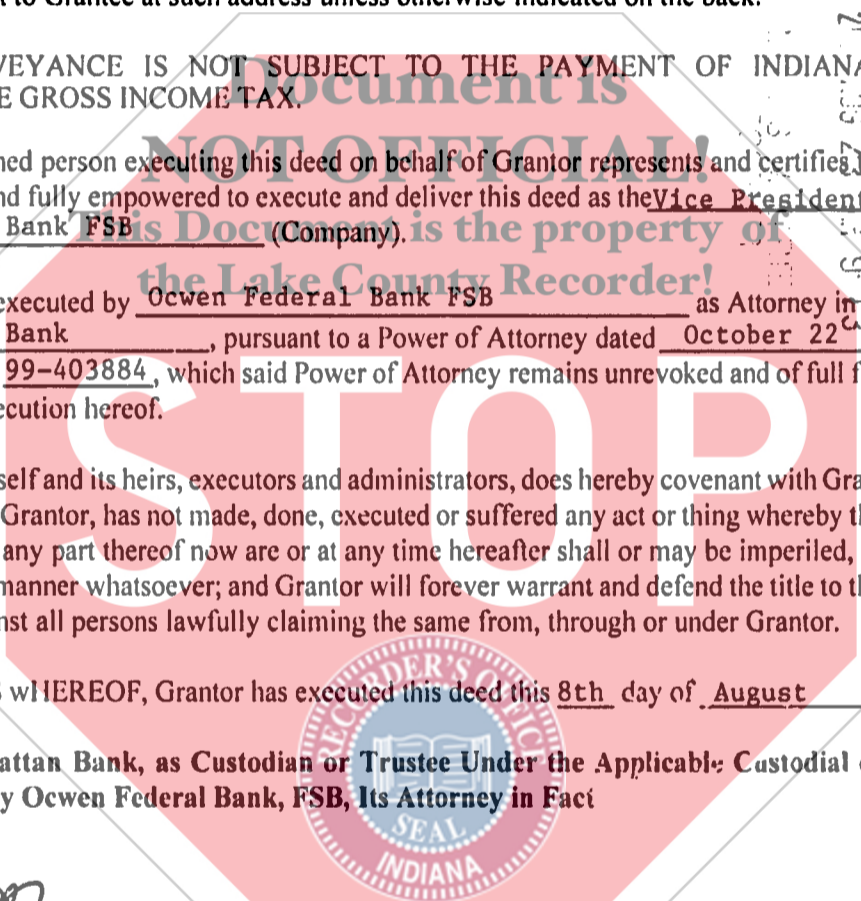 to Grantee at such address unless otherwise indicated on the back.
VEYANCE IS NOT SUBJECT TO THE PAYMENT OF INDIANA
E GROSS INCOME TAX.
Document is
NOT OFFICIAL!
This Document is the property of
the Lake County Recorder!
ned person executing this deed on behalf of Grantor represents and certifies
nd fully empowered to execute and deliver this deed as the Vice President
Bank FSB (Company).
executed by Ocwen Federal Bank FSB as Attorney in
Bank , pursuant to a Power of Attorney dated October 22
99-403884, which said Power of Attorney remains unrevoked and of full f
ecution hereof.
STOP
self and its heirs, executors and administrators, does hereby covenant with Gra
Grantor, has not made, done, executed or suffered any act or thing whereby th
any part thereof now are or at any time hereafter shall or may be imperiled,
manner whatsoever; and Grantor will forever warrant and defend the title to th
nst all persons lawfully claiming the same from, through or under Grantor.
WHEREOF, Grantor has executed this deed this 8th day of August
attan Bank, as Custodian or Trustee Under the Applicable Custodial
y Ocwen Federal Bank, FSB, Its Attorney in Fact
RECORDER'S OFFICE
SEAL
INDIANA